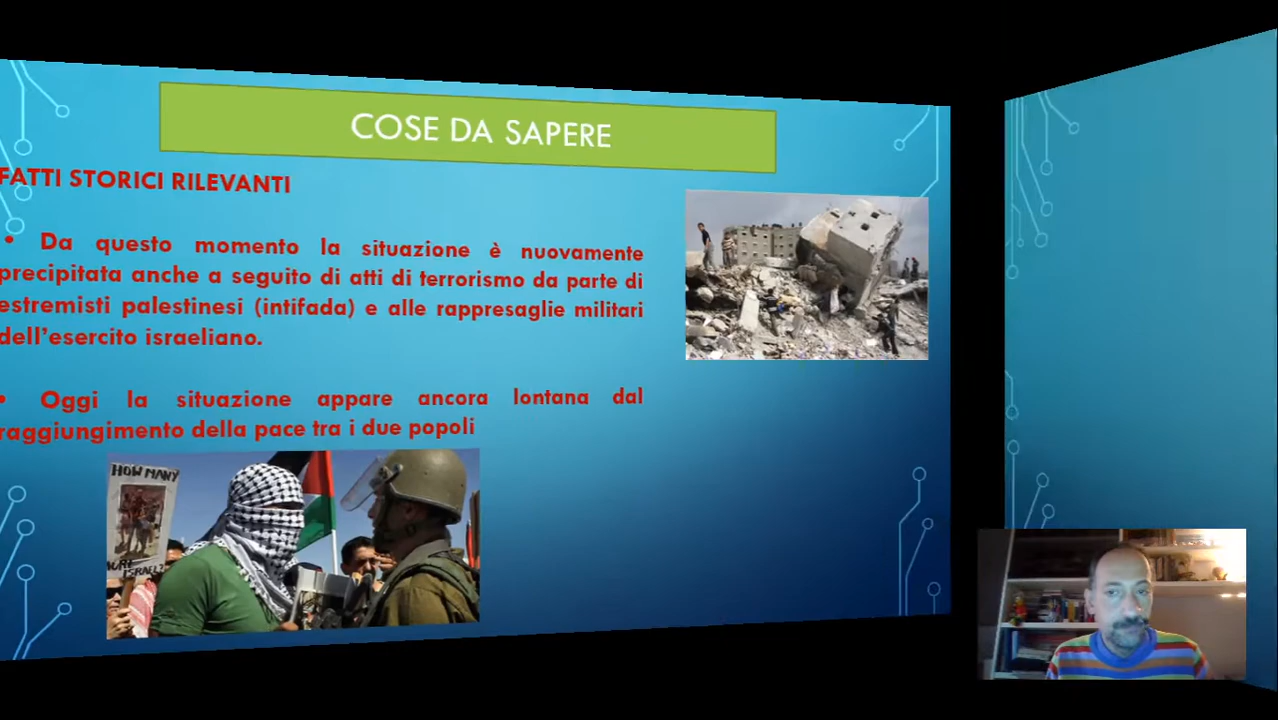 COSE DA SAPERE
FATTI STORICI RILEVANTI
• Da questo momento la situazione è nuovamente
precipitata anche a seguito di atti di terrorismo da parte di
estremisti palestinesi (intifada) e alle rappresaglie militari
dell'esercito israeliano.
• Oggi la situazione appare ancora lontana dal
raggiungimento della pace tra i due popoli
HOW MANY
ISRAEL?